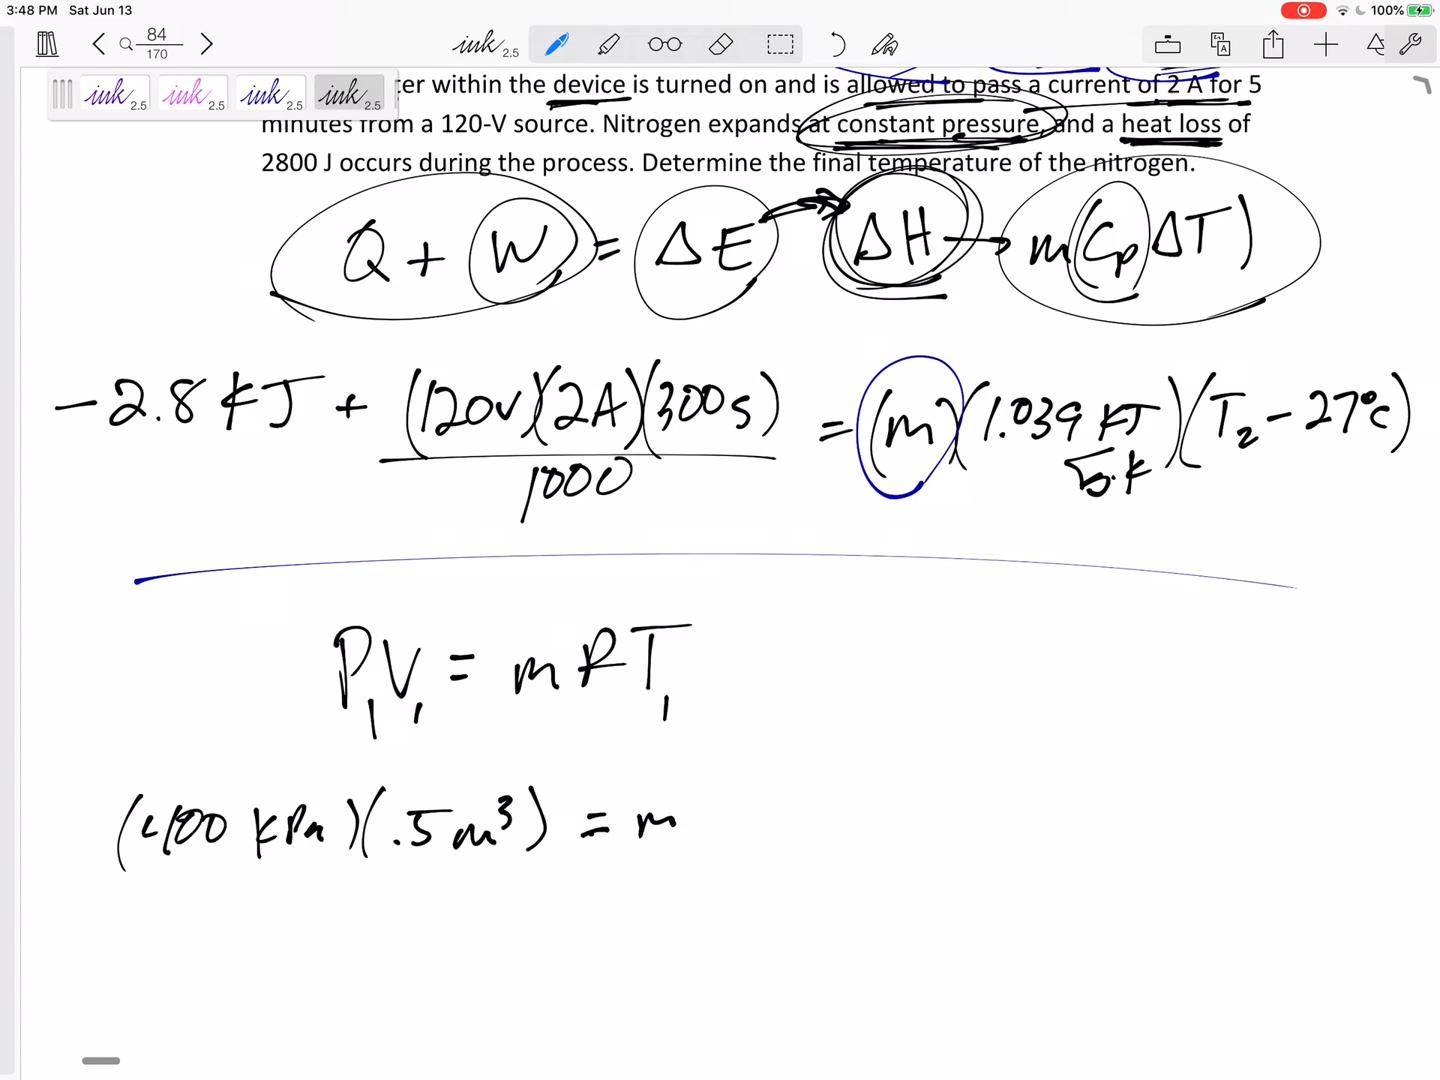 3:48 PM Sat Jun 13
100%
84
170
ink 2.5
ink 2.5 ink 2.5 ink 2.5 ink 2.5
ter within the device is turned on and is allowed to pass a current of 2 A for 5
minutes from a 120-V source. Nitrogen expands at constant pressure, and a heat loss of
2800 J occurs during the process. Determine the final temperature of the nitrogen.
Q + W = ΔE → ΔH → m(Cp ΔT)
-2.8 kJ + (120V)(2A)(300s) = (m)(1.039 kJ)(T₂ - 27°C)
1000
P₁V₁ = mRT₁
(400 kPa)(.5m³) = m